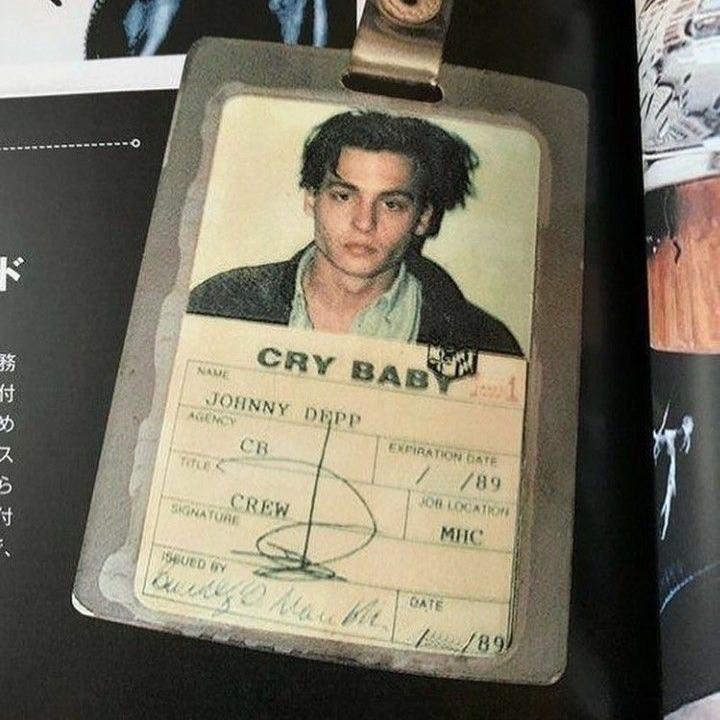 ド
務
付
め
ス
ら
付
で、
CRY BABY
NAME
JOHNNY DEPP
AGENCY
CB
EXPIRATION DATE
/ /89
TITLE
CREW
JOB LOCATION
MHC
SIGNATURE
ISSUED BY
DATE
/ /89